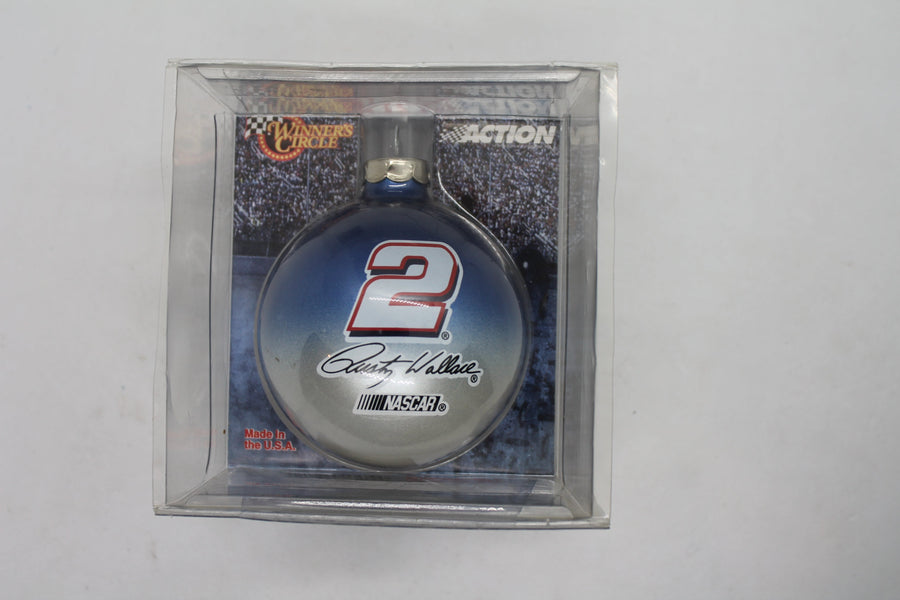 WINNER'S
CIRCLE
ACTION
2®
Rusty Wallace®
NASCAR®
Made in
the U.S.A.